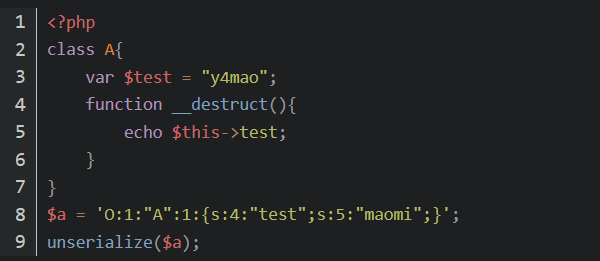 1 <?php
2 class A{
3     var $test = "y4mao";
4     function __destruct(){
5         echo $this->test;
6     }
7 }
8 $a = 'O:1:"A":1:{s:4:"test";s:5:"maomi";}';
9 unserialize($a);